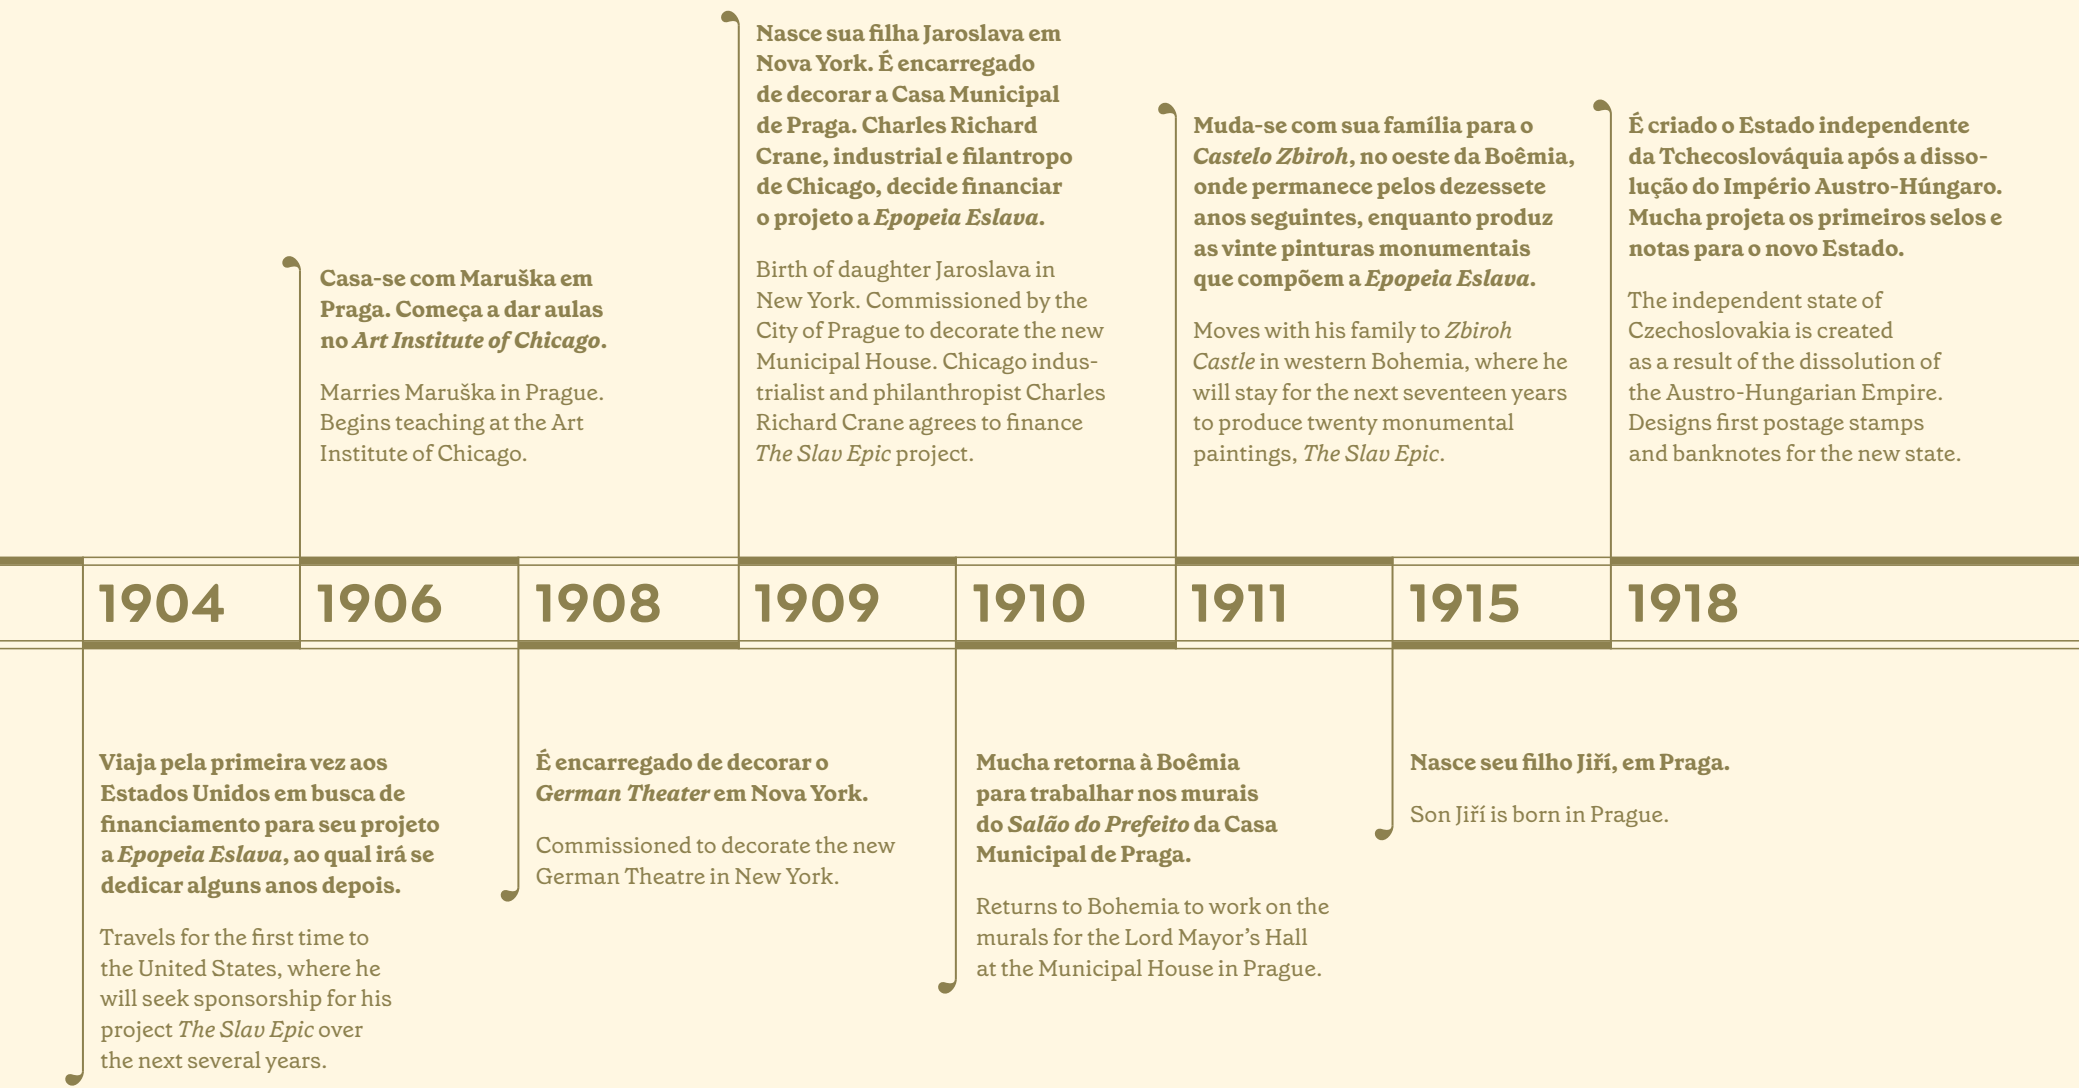 Nasce sua filha Jaroslava em
Nova York. É encarregado
de decorar a Casa Municipal
de Praga. Charles Richard
Crane, industrial e filantropo
de Chicago, decide financiar
o projeto a Epopeia Eslava.
Birth of daughter Jaroslava in
New York. Commissioned by the
City of Prague to decorate the new
Municipal House. Chicago indus-
trialist and philanthropist Charles
Richard Crane agrees to finance
The Slav Epic project.
Muda-se com sua família para o
Castelo Zbiroh, no oeste da Boêmia,
onde permanece pelos dezessete
anos seguintes, enquanto produz
as vinte pinturas monumentais
que compõem a Epopeia Eslava.
Moves with his family to Zbiroh
Castle in western Bohemia, where he
will stay for the next seventeen years
to produce twenty monumental
paintings, The Slav Epic.
É criado o Estado independente
da Tchecoslováquia após a disso-
lução do Império Austro-Húngaro.
Mucha projeta os primeiros selos e
notas para o novo Estado.
The independent state of
Czechoslovakia is created
as a result of the dissolution of
the Austro-Hungarian Empire.
Designs first postage stamps
and banknotes for the new state.
Casa-se com Maruška em
Praga. Começa a dar aulas
no Art Institute of Chicago.
Marries Maruška in Prague.
Begins teaching at the Art
Institute of Chicago.
1904
1906
1908
1909
1910
1911
1915
1918
Viaja pela primeira vez aos
Estados Unidos em busca de
financiamento para seu projeto
a Epopeia Eslava, ao qual irá se
dedicar alguns anos depois.
Travels for the first time to
the United States, where he
will seek sponsorship for his
project The Slav Epic over
the next several years.
É encarregado de decorar o
German Theater em Nova York.
Commissioned to decorate the new
German Theatre in New York.
Mucha retorna à Boêmia
para trabalhar nos murais
do Salão do Prefeito da Casa
Municipal de Praga.
Returns to Bohemia to work on the
murals for the Lord Mayor’s Hall
at the Municipal House in Prague.
Nasce seu filho Jiří, em Praga.
Son Jiří is born in Prague.